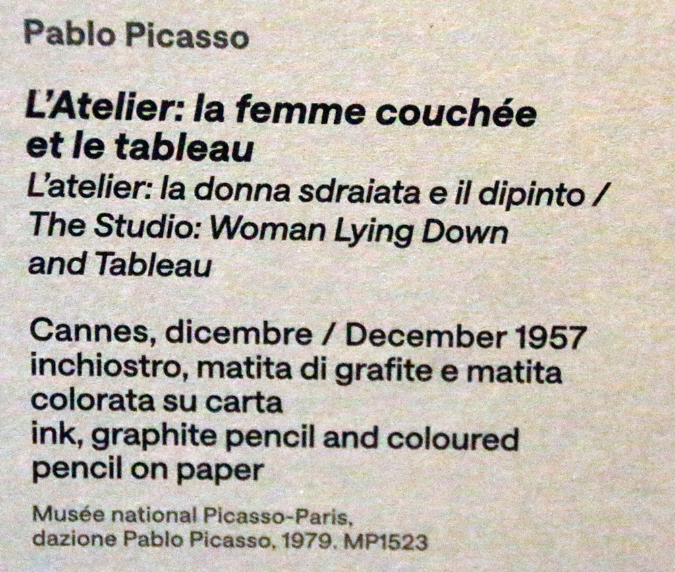 Pablo Picasso
L'Atelier: la femme couchée
et le tableau
L'atelier: la donna sdraiata e il dipinto /
The Studio: Woman Lying Down
and Tableau
Cannes, dicembre / December 1957
inchiostro, matita di grafite e matita
colorata su carta
ink, graphite pencil and coloured
pencil on paper
Musée national Picasso-Paris,
dazione Pablo Picasso, 1979. MP1523